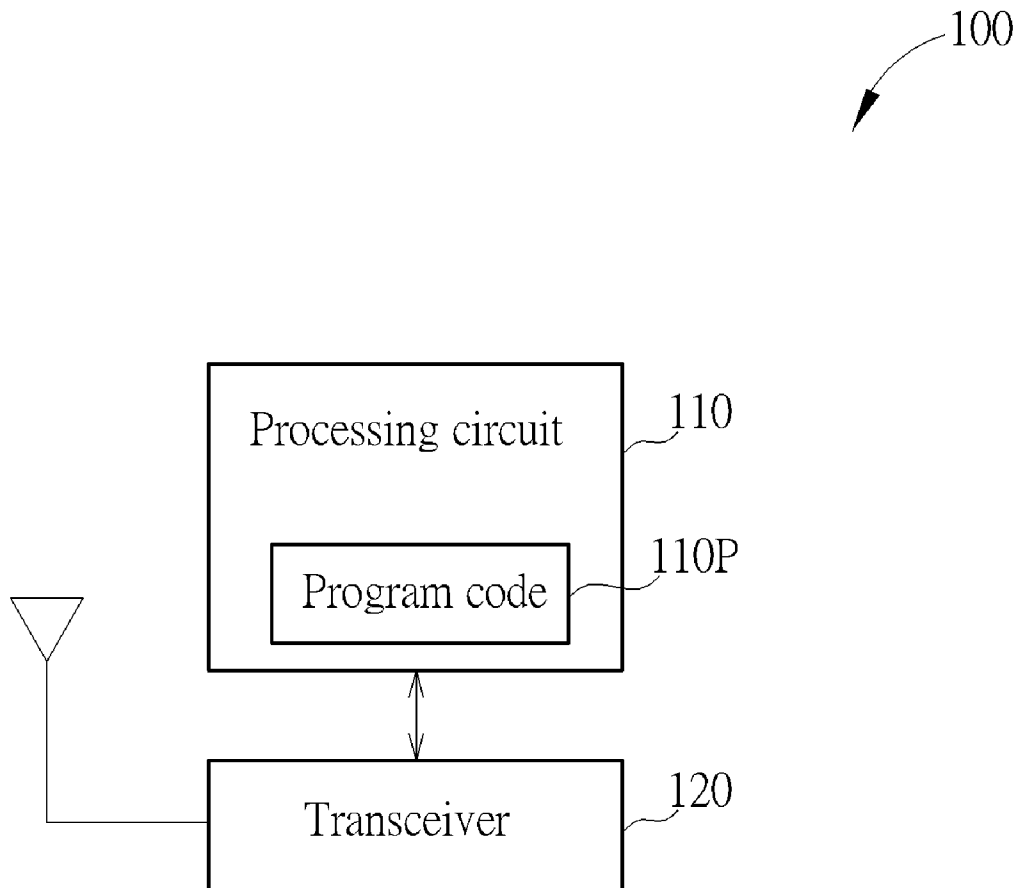 100
Processing circuit
110
Program code
110P
Transceiver
120